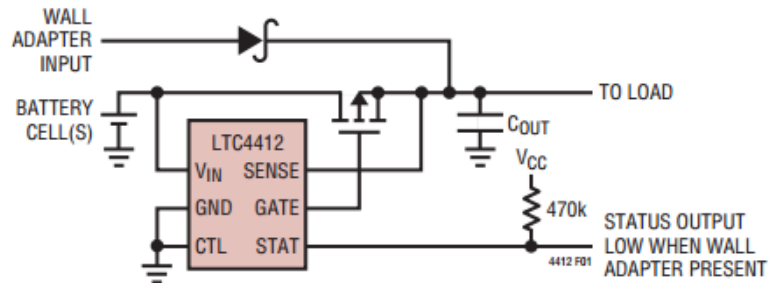 WALL
ADAPTER
INPUT
BATTERY
CELL(S)
TO LOAD
COUT
LTC4412
VIN SENSE
GND GATE
CTL STAT
VCC
470k
STATUS OUTPUT
LOW WHEN WALL
ADAPTER PRESENT
4412 F01